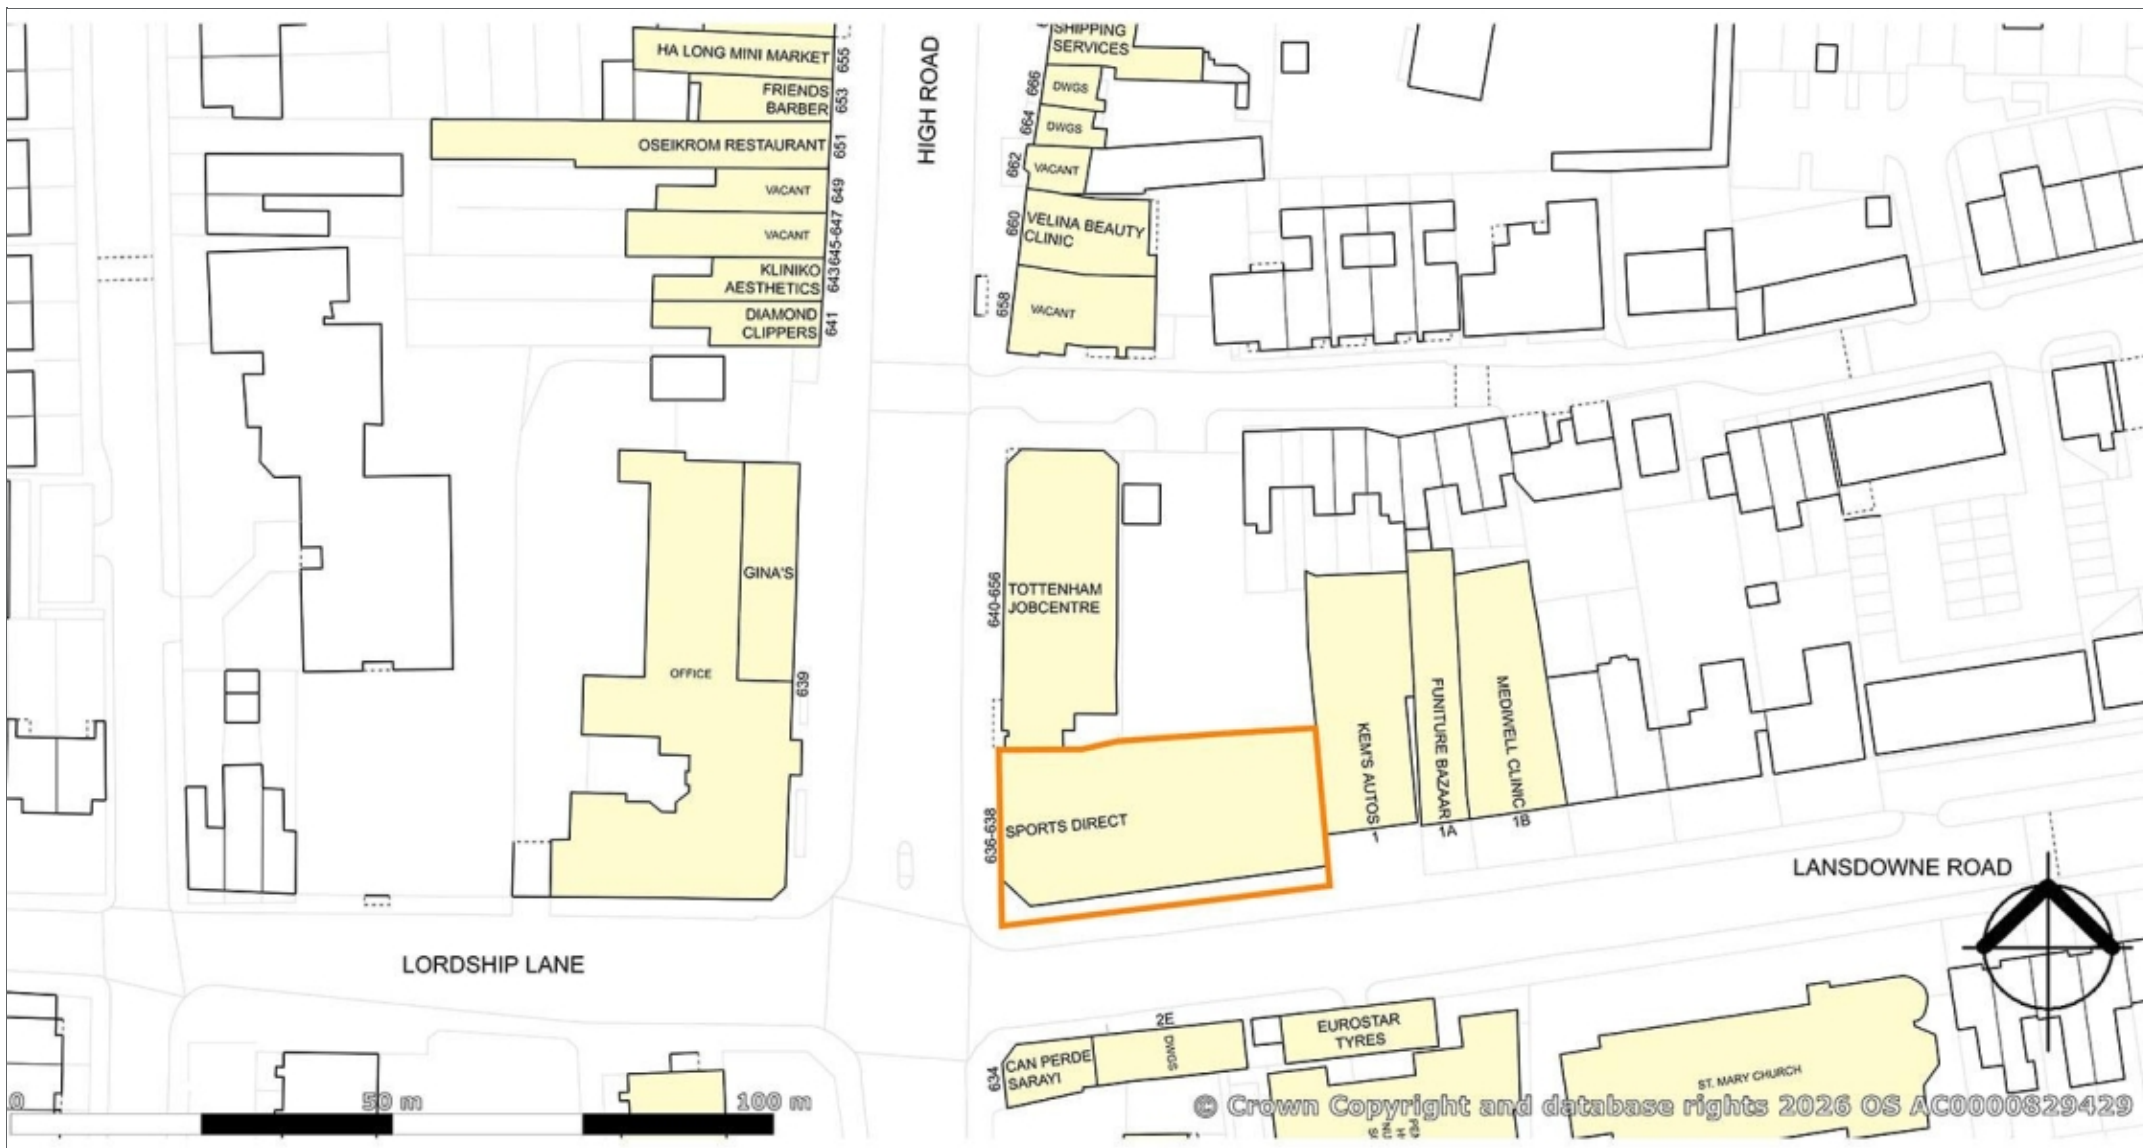 SHIPPING
SERVICES
HA LONG MINI MARKET
655
FRIENDS
BARBER
653
OSEIKROM RESTAURANT
651
VACANT
649
VACANT
645-647
KLINIKO
AESTHETICS
643
DIAMOND
CLIPPERS
641
HIGH ROAD
666
DWGS
664
DWGS
662
VACANT
660
VELINA BEAUTY
CLINIC
658
VACANT
GINA'S
OFFICE
639
640-656
TOTTENHAM
JOBCENTRE
636-638
SPORTS DIRECT
KEM'S AUTOS
1
FUNITURE BAZAAR
1A
MEDIWELL CLINIC
1B
LANSDOWNE ROAD
LORDSHIP LANE
634
CAN PERDE
SARAYI
2E
DWGS
EUROSTAR
TYRES
ST. MARY CHURCH
0
50 m
100 m
© Crown Copyright and database rights 2026 OS AC0000829429